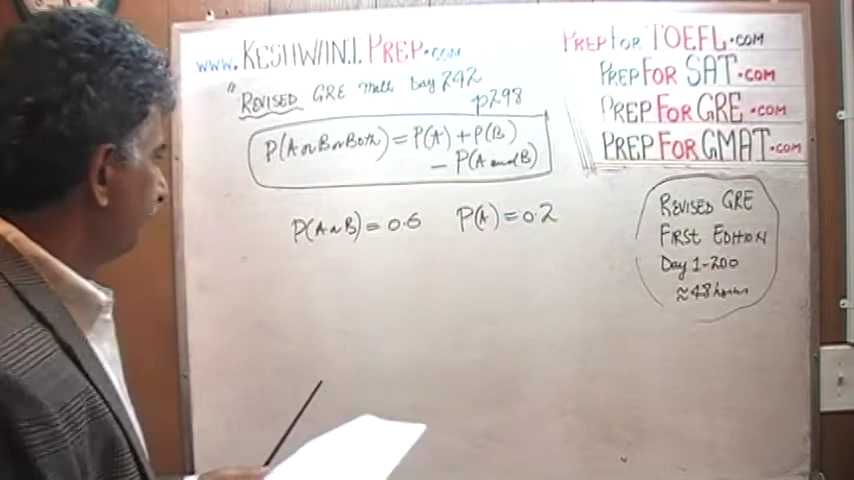 www.KESHWANI PREP.com
"REVISED GRE Math Day 242
p298
P(A or B or Both) = P(A) + P(B)
- P(A and B)
P(A or B) = 0.6 P(A) = 0.2
PREP FOR TOEFL.COM
PREP FOR SAT.COM
PREP FOR GRE.COM
PREP FOR GMAT.COM
REVISED GRE
FIRST EDITION
Day 1-200
≈48 hours